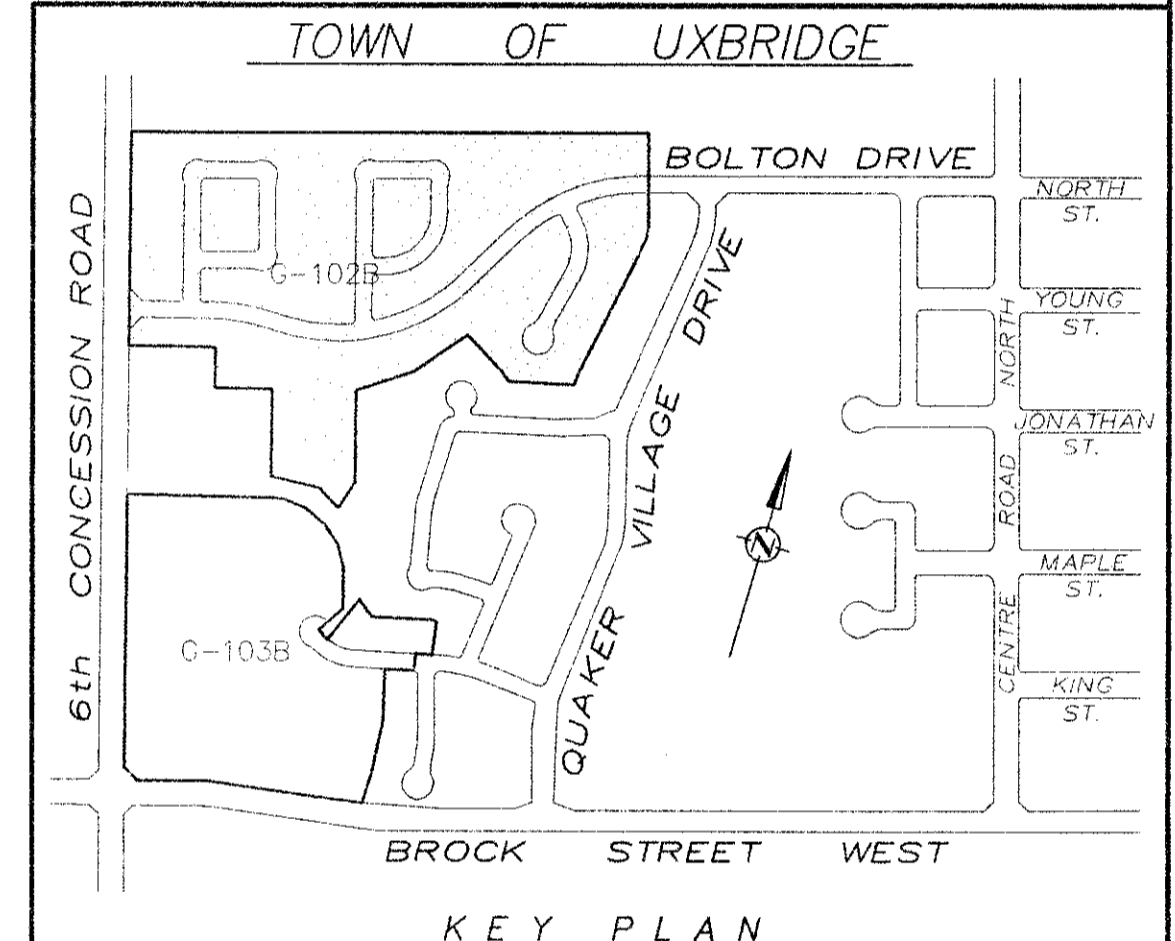 TOWN OF UXBRIDGE
BOLTON DRIVE
NORTH
ST.
6th CONCESSION ROAD
G-102B
QUAKER VILLAGE DRIVE
YOUNG
ST.
CENTRE ROAD NORTH
JONATHAN
ST.
N
MAPLE
ST.
G-103B
KING
ST.
BROCK STREET WEST
KEY PLAN